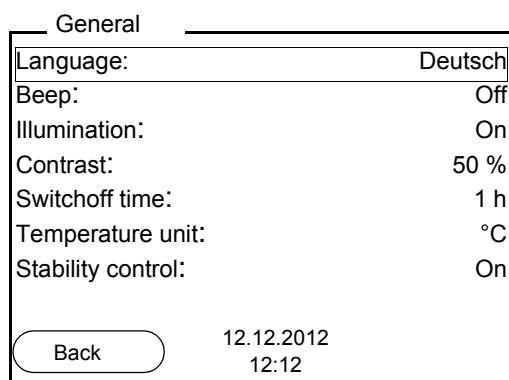 General
Language: Deutsch
Beep: Off
Illumination: On
Contrast: 50 %
Switchoff time: 1 h
Temperature unit: °C
Stability control: On
Back
12.12.2012
12:12